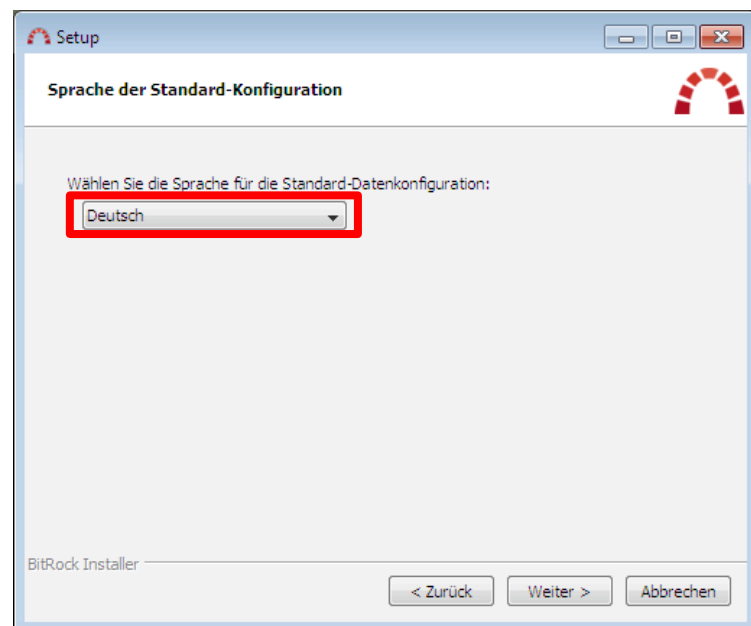 Setup
Sprache der Standard-Konfiguration
Wählen Sie die Sprache für die Standard-Datenkonfiguration:
Deutsch
BitRock Installer
< Zurück Weiter > Abbrechen